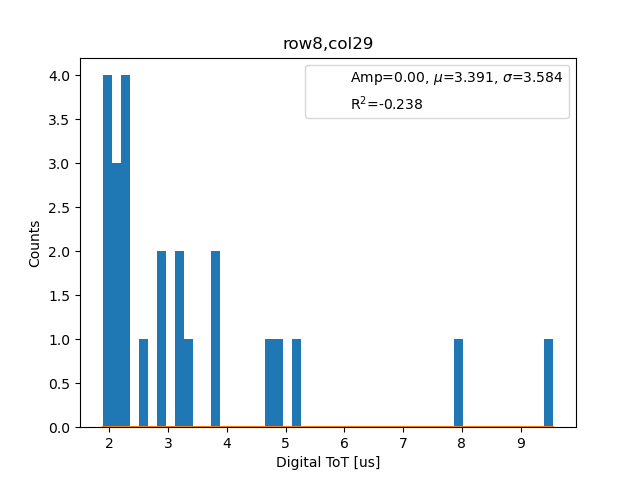 row8,col29
Amp=0.00, μ=3.391, σ=3.584
R²=-0.238
4.0
3.5
3.0
2.5
2.0
1.5
1.0
0.5
0.0
Counts
2 3 4 5 6 7 8 9
Digital ToT [us]